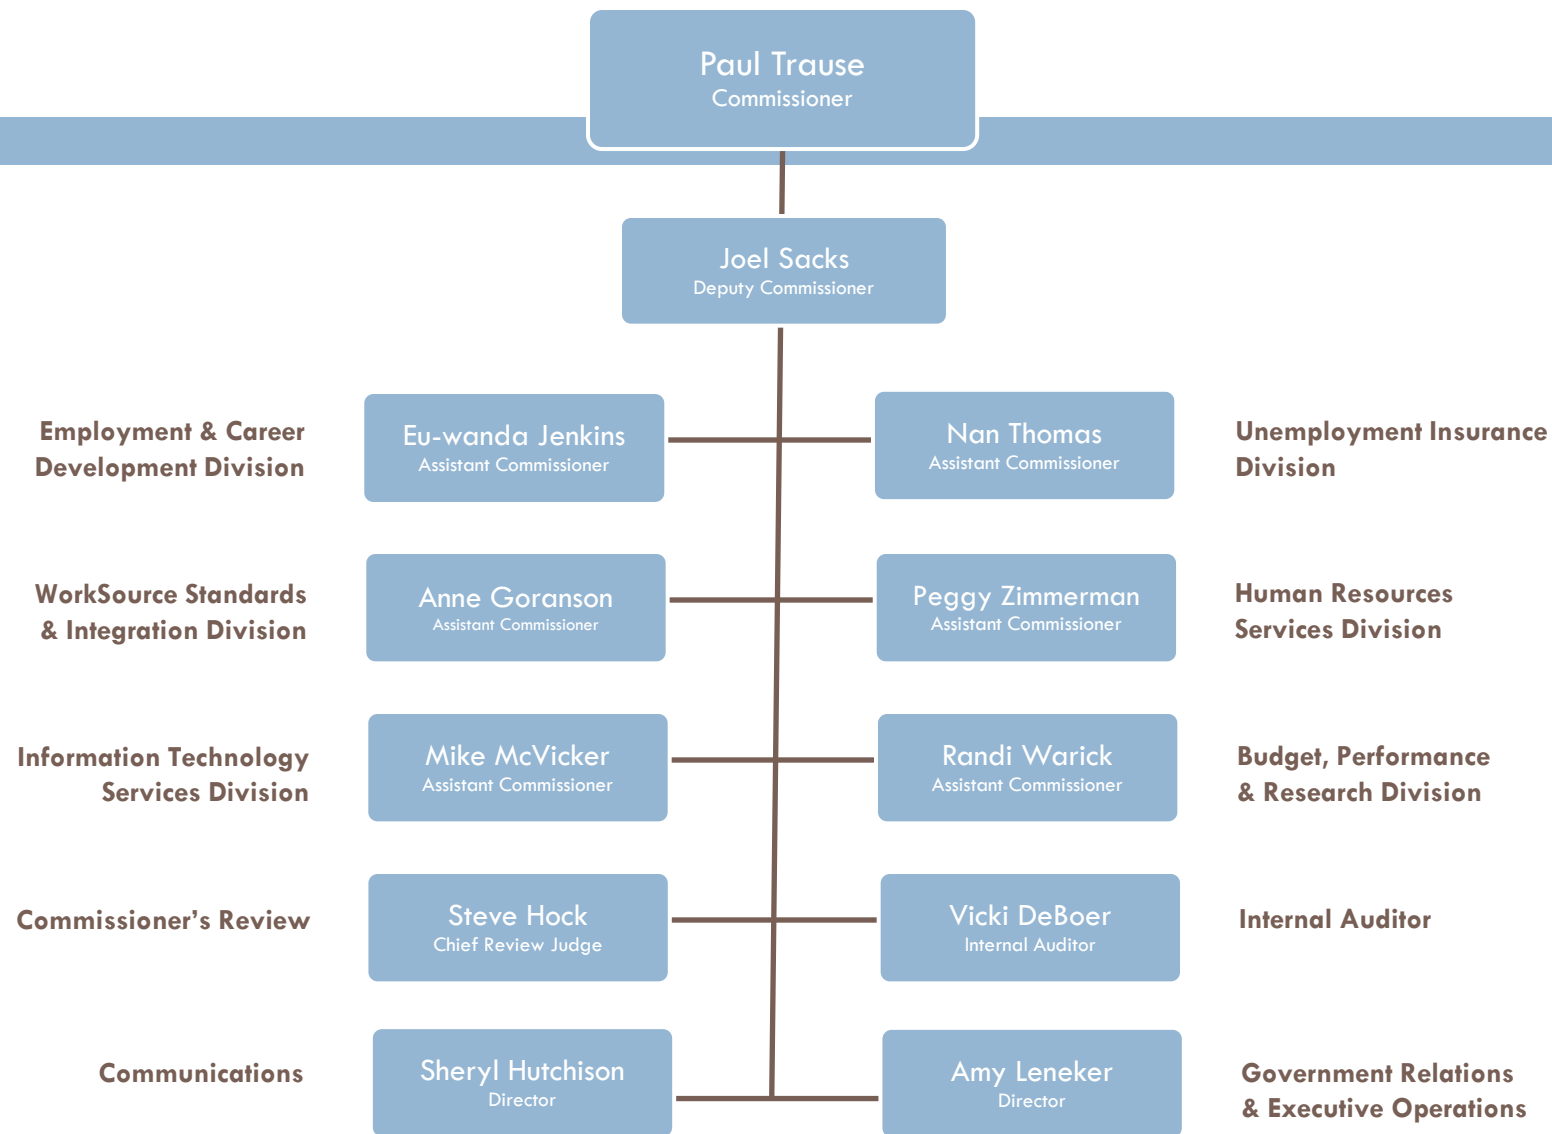 Paul Trause
Commissioner
Joel Sacks
Deputy Commissioner
Employment & Career
Development Division
Eu-wanda Jenkins
Assistant Commissioner
Nan Thomas
Assistant Commissioner
Unemployment Insurance
Division
WorkSource Standards
& Integration Division
Anne Goranson
Assistant Commissioner
Peggy Zimmerman
Assistant Commissioner
Human Resources
Services Division
Information Technology
Services Division
Mike McVicker
Assistant Commissioner
Randi Warick
Assistant Commissioner
Budget, Performance
& Research Division
Commissioner’s Review
Steve Hock
Chief Review Judge
Vicki DeBoer
Internal Auditor
Internal Auditor
Communications
Sheryl Hutchison
Director
Amy Leneker
Director
Government Relations
& Executive Operations